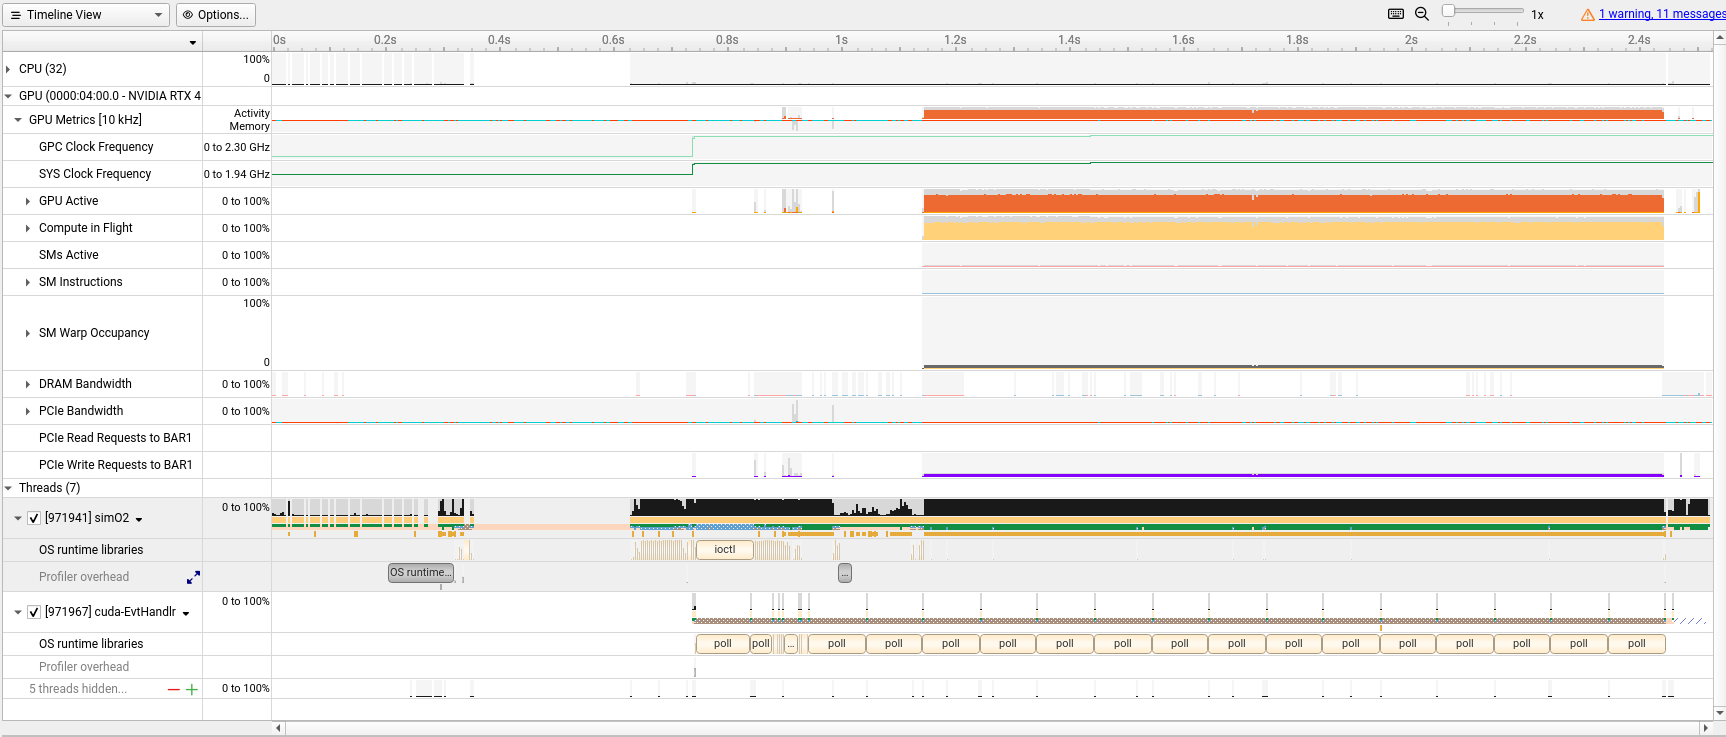 Timeline View
Options...
1x
1 warning, 11 messages
0s 0.2s 0.4s 0.6s 0.8s 1s 1.2s 1.4s 1.6s 1.8s 2s 2.2s 2.4s
CPU (32)
100%
0
GPU (0000:04:00.0 - NVIDIA RTX 4
GPU Metrics [10 kHz]
Activity
Memory
GPC Clock Frequency
0 to 2.30 GHz
SYS Clock Frequency
0 to 1.94 GHz
GPU Active
0 to 100%
Compute in Flight
0 to 100%
SMs Active
0 to 100%
SM Instructions
0 to 100%
SM Warp Occupancy
100%
0
DRAM Bandwidth
0 to 100%
PCIe Bandwidth
0 to 100%
PCIe Read Requests to BAR1
PCIe Write Requests to BAR1
Threads (7)
[971941] simO2
0 to 100%
OS runtime libraries
ioctl
Profiler overhead
OS runtime...
...
[971967] cuda-EvtHandlr
0 to 100%
OS runtime libraries
poll poll ... poll poll poll poll poll poll poll poll poll poll poll poll poll poll poll
Profiler overhead
5 threads hidden...
0 to 100%